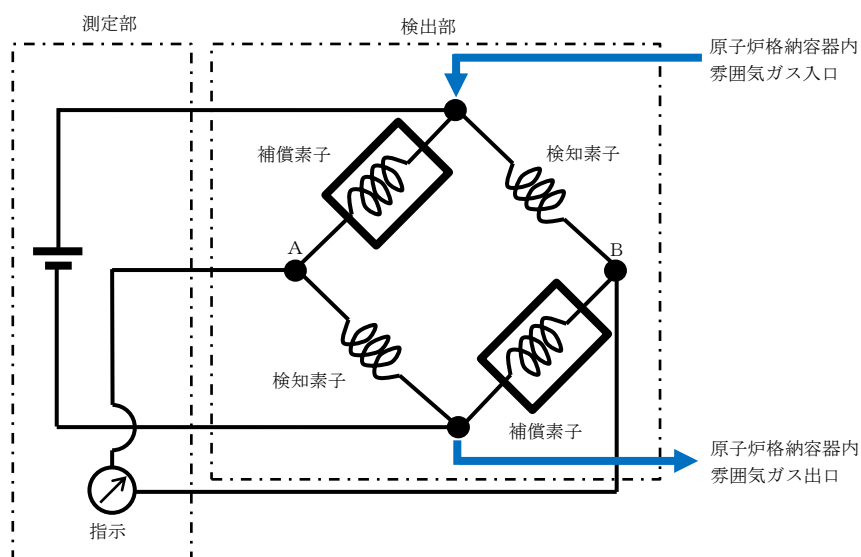 測定部
検出部
原子炉格納容器内
雰囲気ガス入口
補償素子
検知素子
A
B
検知素子
補償素子
原子炉格納容器内
雰囲気ガス出口
指示